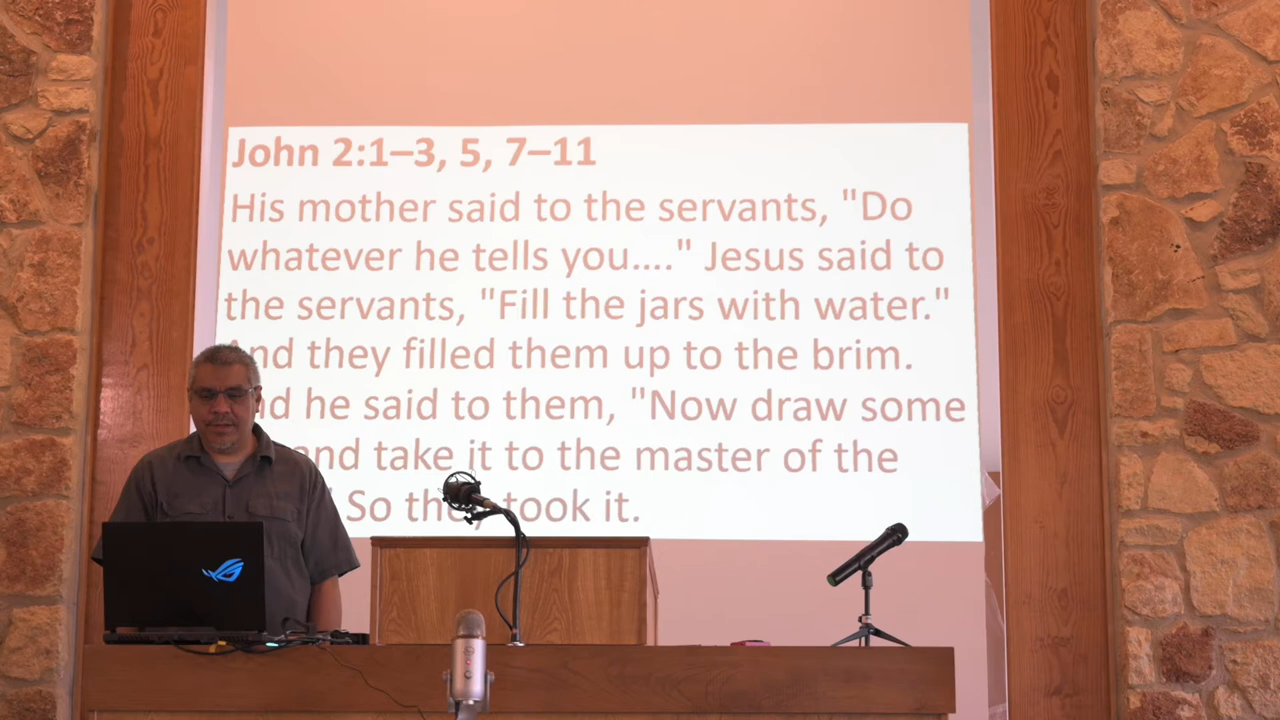 John 2:1–3, 5, 7–11
His mother said to the servants, "Do
whatever he tells you...." Jesus said to
the servants, "Fill the jars with water."
And they filled them up to the brim.
he said to them, "Now draw some
and take it to the master of the
So they took it.